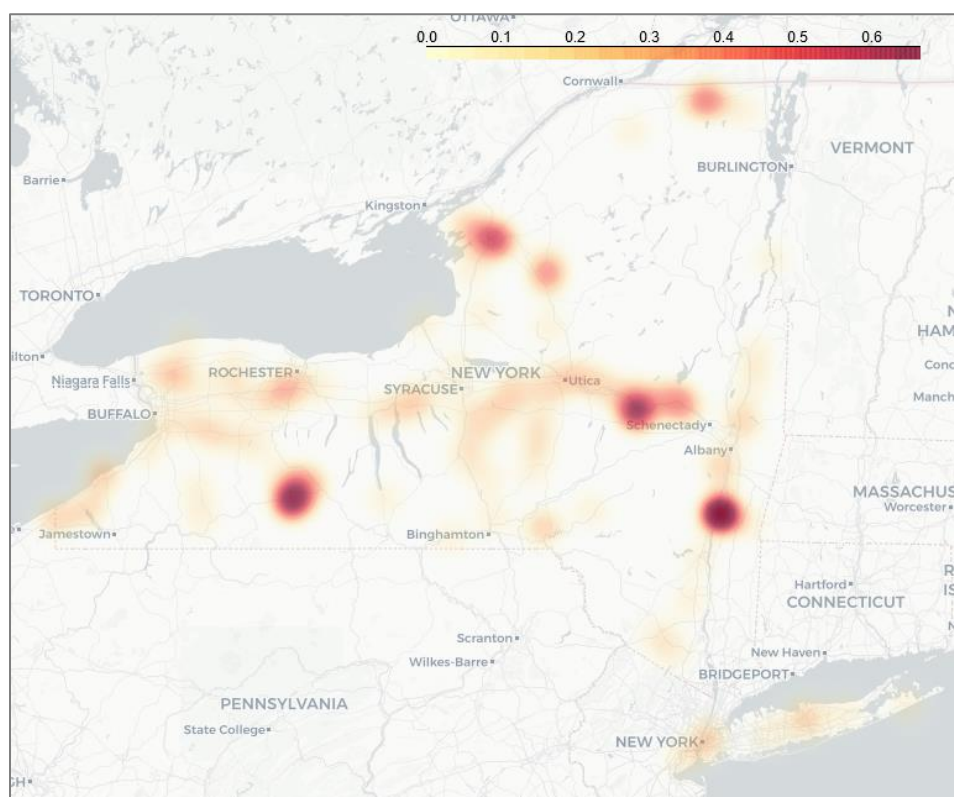 OTTAWA
0.0 0.1 0.2 0.3 0.4 0.5 0.6
Cornwall
VERMONT
BURLINGTON
Barrie
Kingston
TORONTO
N
HAM
ilton
Conc
Niagara Falls
ROCHESTER
NEW YORK
Utica
SYRACUSE
Manch
BUFFALO
Schenectady
Albany
MASSACHUS
Worcester
Jamestown
Binghamton
Hartford
R
IS
CONNECTICUT
N
Scranton
New Haven
Wilkes-Barre
BRIDGEPORT
PENNSYLVANIA
State College
NEW YORK
GH